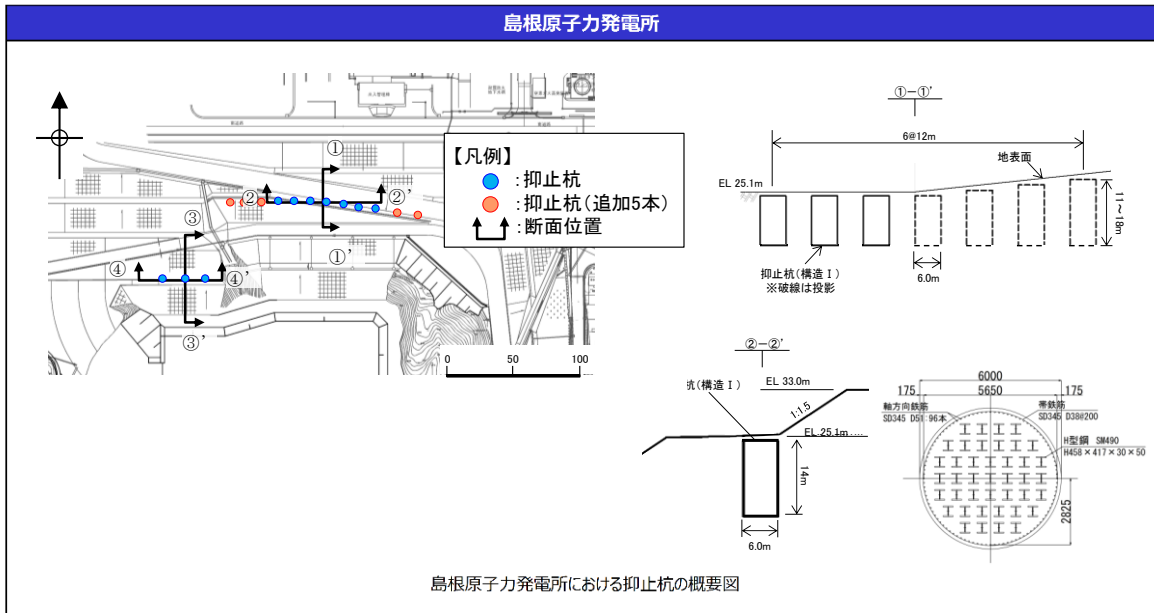 島根原子力発電所
【凡例】
:抑止杭
:抑止杭(追加5本)
:断面位置
①
②
②’
③
①’
④
④’
③’
0 50 100
①-①’
6@12m
地表面
EL 25.1m
11~18m
抑止杭(構造Ⅰ)
※破線は投影
6.0m
②-②’
杭(構造Ⅰ)
EL 33.0m
1:1.5
EL 25.1m
14m
6.0m
6000
175 5650 175
軸方向鉄筋
SD345 D51 96本
帯鉄筋
SD345 D38@200
H型鋼 SM490
H458×417×30×50
2825
島根原子力発電所における抑止杭の概要図